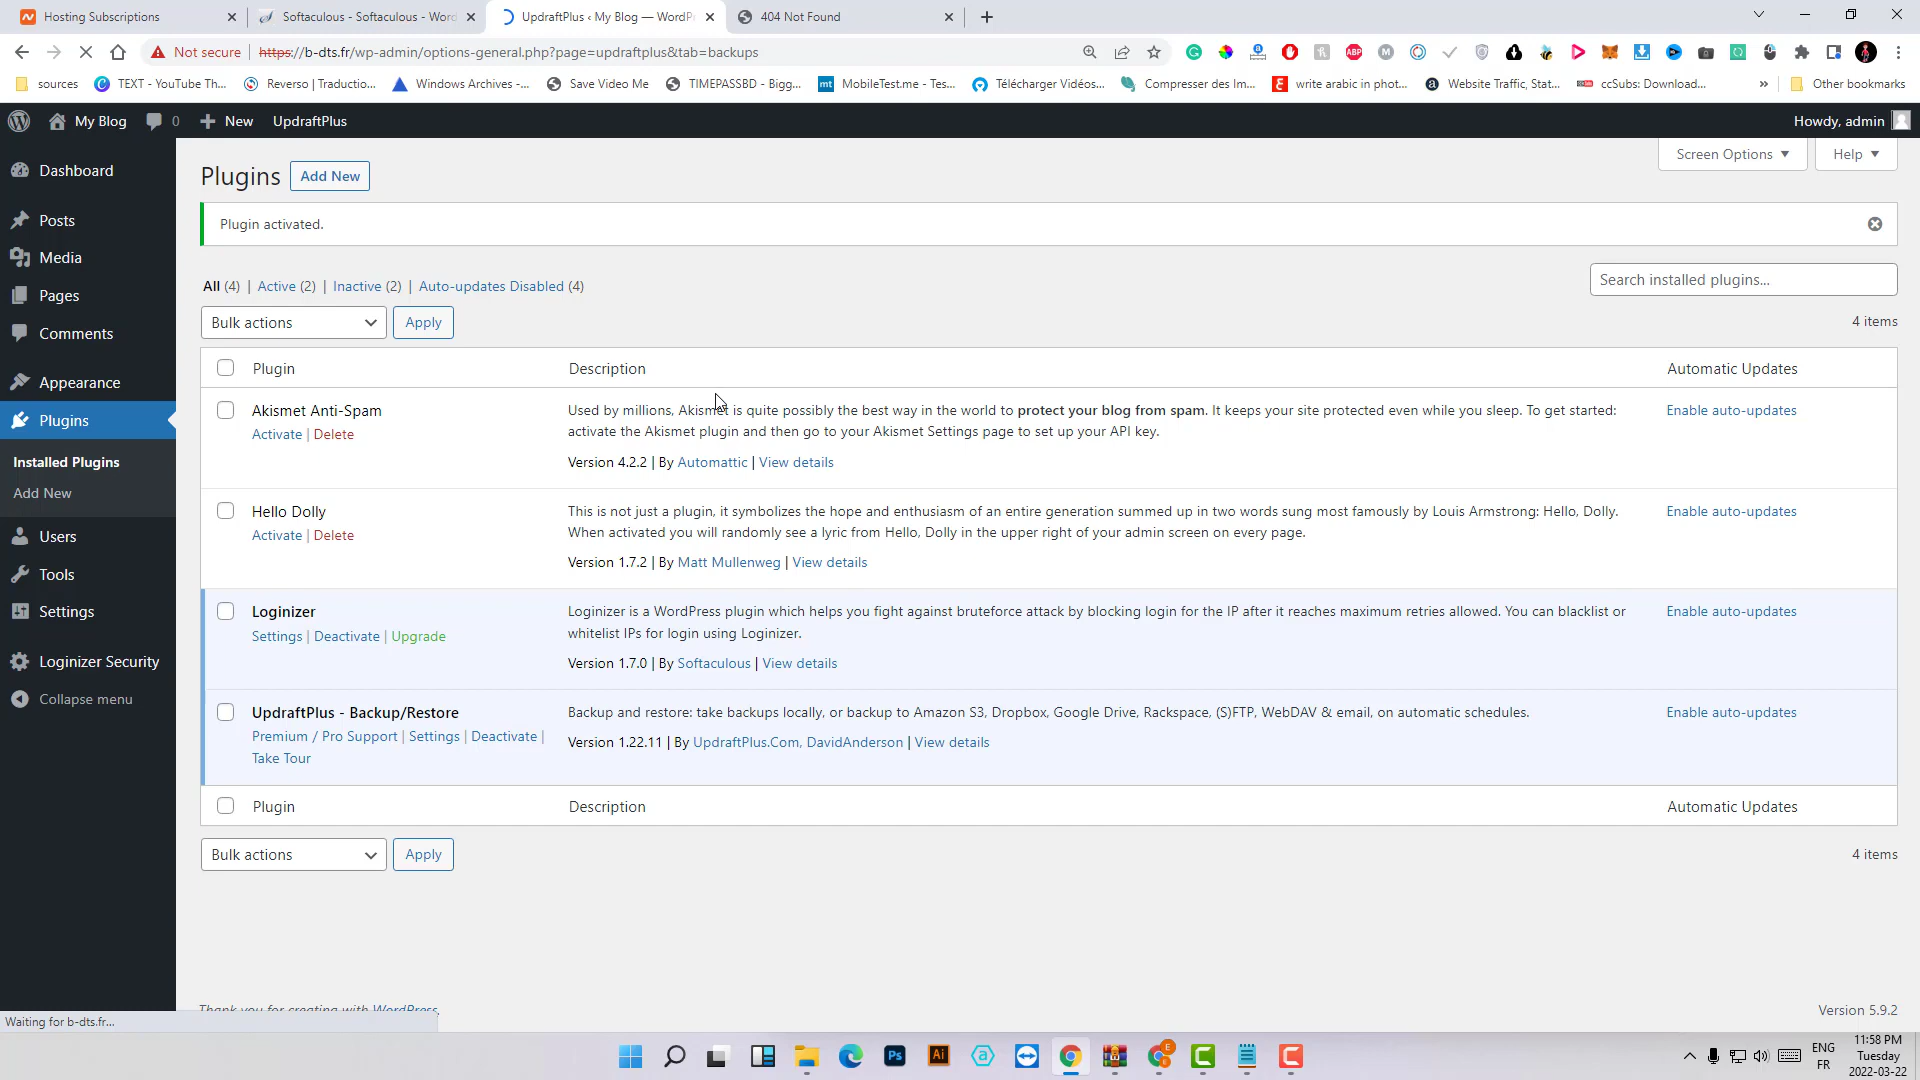 Hosting Subscriptions
Softaculous - Softaculous - Word
UpdraftPlus ‹ My Blog — WordPr
404 Not Found
Not secure
https://b-dts.fr/wp-admin/options-general.php?page=updraftplus&tab=backups
sources
TEXT - YouTube Th...
Reverso | Traductio...
Windows Archives -...
Save Video Me
TIMEPASSBD - Bigg...
MobileTest.me - Tes...
Télécharger Vidéos...
Compresser des Im...
write arabic in phot...
Website Traffic, Stat...
ccSubs: Download...
»
Other bookmarks
My Blog
0
New
UpdraftPlus
Howdy, admin
Dashboard
Posts
Media
Pages
Comments
Appearance
Plugins
Installed Plugins
Add New
Users
Tools
Settings
Loginizer Security
Collapse menu
Screen Options
Help
Plugins
Add New
Plugin activated.
All (4) | Active (2) | Inactive (2) | Auto-updates Disabled (4)
Search installed plugins...
Bulk actions
Apply
4 items
Plugin
Description
Automatic Updates
Akismet Anti-Spam
Activate | Delete
Used by millions, Akismet is quite possibly the best way in the world to protect your blog from spam. It keeps your site protected even while you sleep. To get started:
activate the Akismet plugin and then go to your Akismet Settings page to set up your API key.
Version 4.2.2 | By Automattic | View details
Enable auto-updates
Hello Dolly
Activate | Delete
This is not just a plugin, it symbolizes the hope and enthusiasm of an entire generation summed up in two words sung most famously by Louis Armstrong: Hello, Dolly.
When activated you will randomly see a lyric from Hello, Dolly in the upper right of your admin screen on every page.
Version 1.7.2 | By Matt Mullenweg | View details
Enable auto-updates
Loginizer
Settings | Deactivate | Upgrade
Loginizer is a WordPress plugin which helps you fight against bruteforce attack by blocking login for the IP after it reaches maximum retries allowed. You can blacklist or
whitelist IPs for login using Loginizer.
Version 1.7.0 | By Softaculous | View details
Enable auto-updates
UpdraftPlus - Backup/Restore
Premium / Pro Support | Settings | Deactivate |
Take Tour
Backup and restore: take backups locally, or backup to Amazon S3, Dropbox, Google Drive, Rackspace, (S)FTP, WebDAV & email, on automatic schedules.
Version 1.22.11 | By UpdraftPlus.Com, DavidAnderson | View details
Enable auto-updates
Plugin
Description
Automatic Updates
Bulk actions
Apply
4 items
Thank you for creating with WordPress.
Version 5.9.2
Waiting for b-dts.fr...
ENG
FR
11:58 PM
Tuesday
2022-03-22